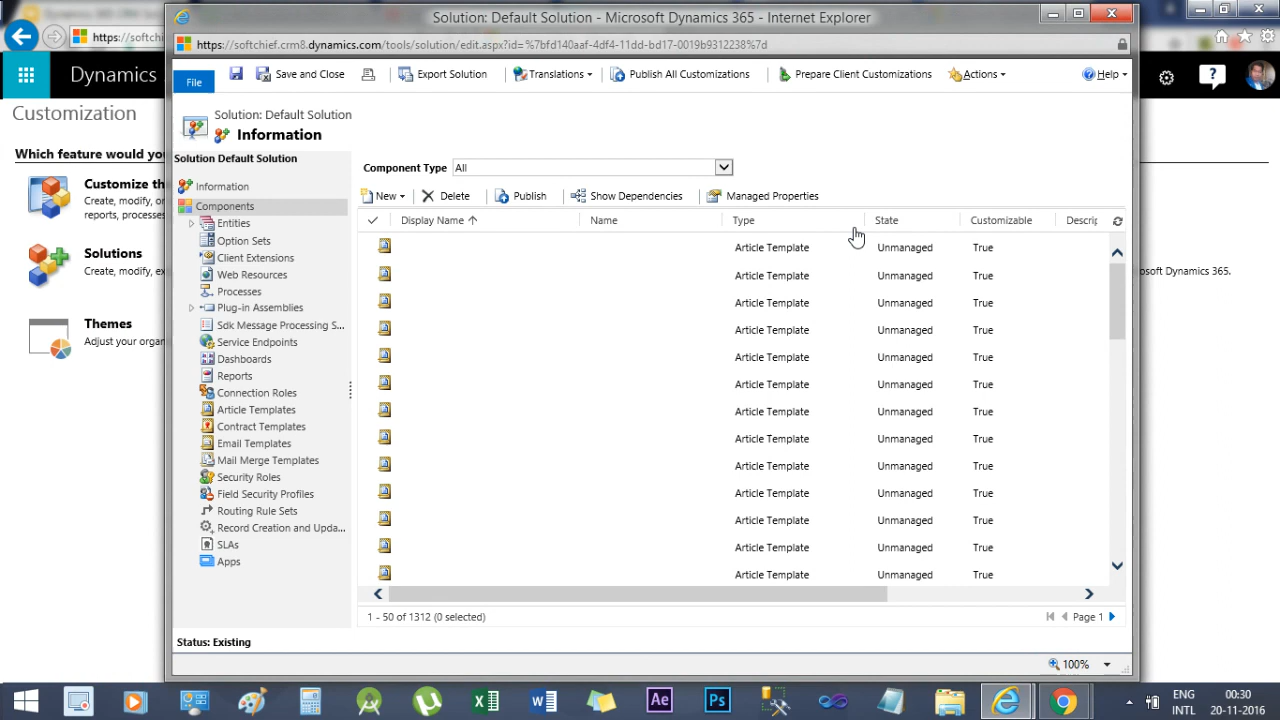 Solution: Default Solution - Microsoft Dynamics 365 - Internet Explorer
https://softchief.crm8.dynamics.com/tools/solution/edit.aspx?id=%7bfd140aaf-4df4-11dd-bd17-0019b9312238%7d
https://softchi
Dynamics
File
Save and Close
Export Solution
Translations
Publish All Customizations
Prepare Client Customizations
Actions
Help
Customization
Which feature would you
Customize th
Create, modify, or
reports, processes
Solutions
Create, modify, ex
osoft Dynamics 365.
Themes
Adjust your organ
Solution: Default Solution
Information
Solution Default Solution
Information
Components
Entities
Option Sets
Client Extensions
Web Resources
Processes
Plug-in Assemblies
Sdk Message Processing S...
Service Endpoints
Dashboards
Reports
Connection Roles
Article Templates
Contract Templates
Email Templates
Mail Merge Templates
Security Roles
Field Security Profiles
Routing Rule Sets
Record Creation and Upda...
SLAs
Apps
Component Type All
New Delete Publish Show Dependencies Managed Properties
Display Name Name Type State Customizable Descrip
Article Template Unmanaged True
Article Template Unmanaged True
Article Template Unmanaged True
Article Template Unmanaged True
Article Template Unmanaged True
Article Template Unmanaged True
Article Template Unmanaged True
Article Template Unmanaged True
Article Template Unmanaged True
Article Template Unmanaged True
Article Template Unmanaged True
Article Template Unmanaged True
Article Template Unmanaged True
1 - 50 of 1312 (0 selected)
Page 1
Status: Existing
100%
Ae
Ps
ENG
INTL
00:30
20-11-2016